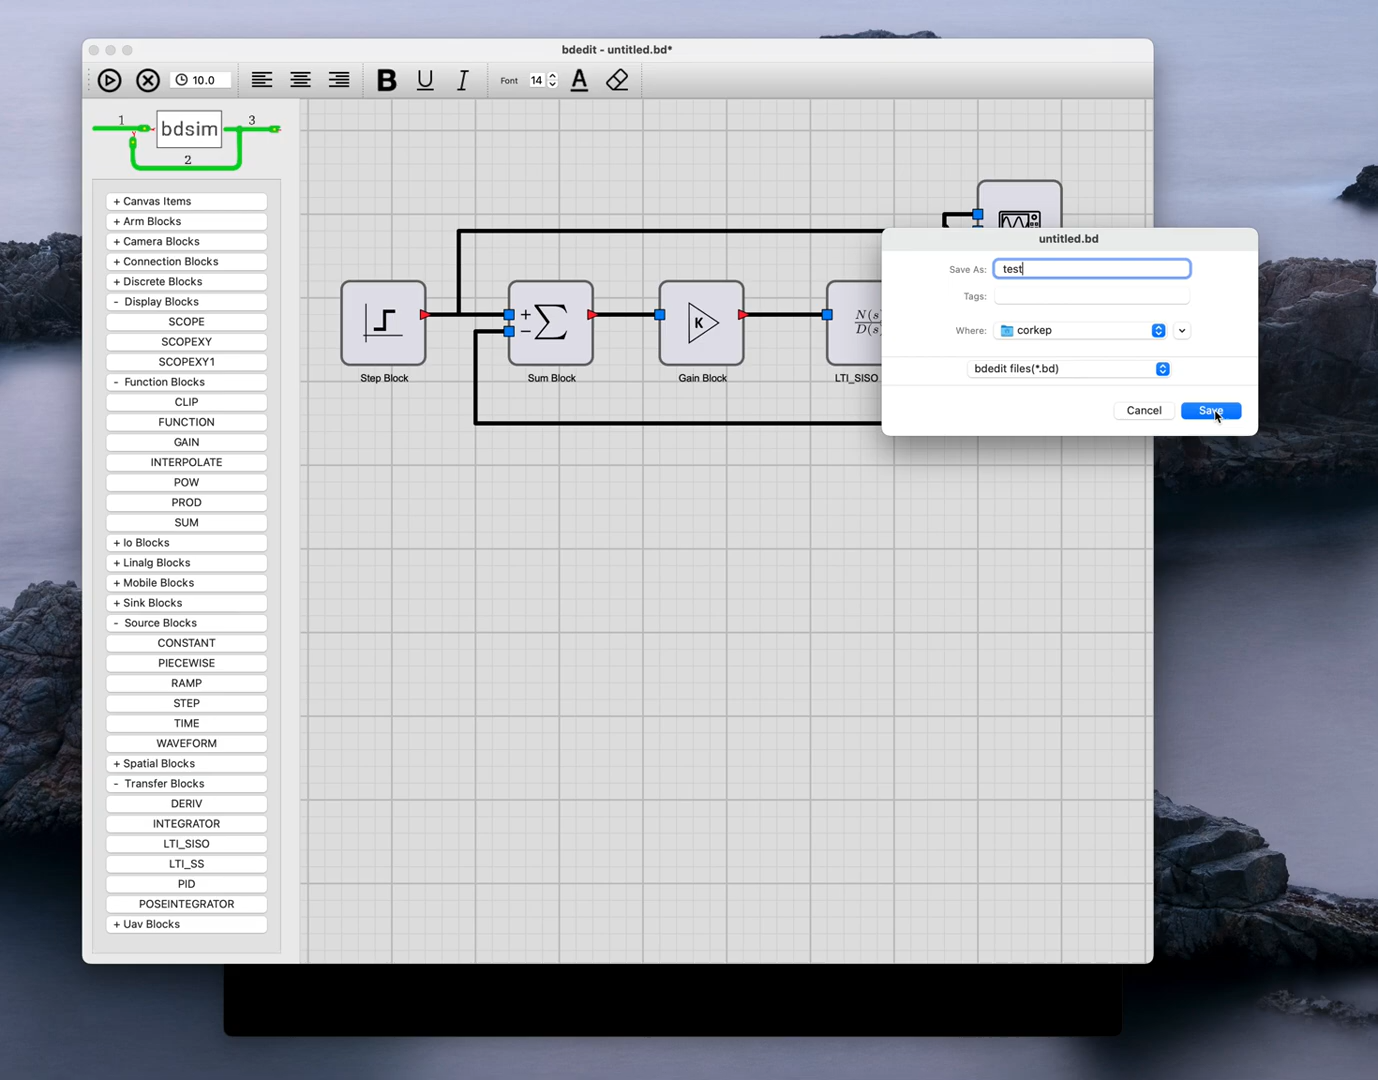 bdedit - untitled.bd*
10.0
B U I
Font 14 A
1 bdsim 3
2
+ Canvas Items
+ Arm Blocks
+ Camera Blocks
+ Connection Blocks
+ Discrete Blocks
- Display Blocks
SCOPE
SCOPEXY
SCOPEXY1
- Function Blocks
CLIP
FUNCTION
GAIN
INTERPOLATE
POW
PROD
SUM
+ Io Blocks
+ Linalg Blocks
+ Mobile Blocks
+ Sink Blocks
- Source Blocks
CONSTANT
PIECEWISE
RAMP
STEP
TIME
WAVEFORM
+ Spatial Blocks
- Transfer Blocks
DERIV
INTEGRATOR
LTI_SISO
LTI_SS
PID
POSEINTEGRATOR
+ Uav Blocks
Step Block
+
− Σ
Sum Block
K
Gain Block
N(s
D(s
LTI_SISO
untitled.bd
Save As: test
Tags:
Where: corkep
bdedit files(*.bd)
Cancel Save